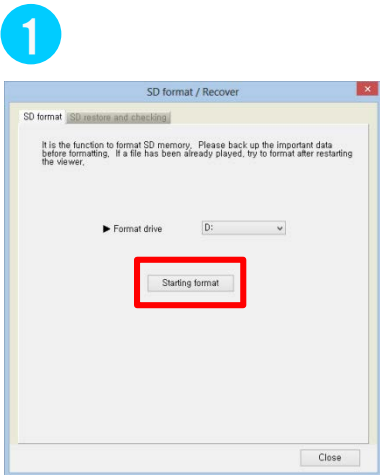 1
SD format / Recover
SD format SD restore and checking
It is the function to format SD memory, Please back up the important data
before formatting, If a file has been already played, try to format after restarting
the viewer,
▶ Format drive D:
Starting format
Close